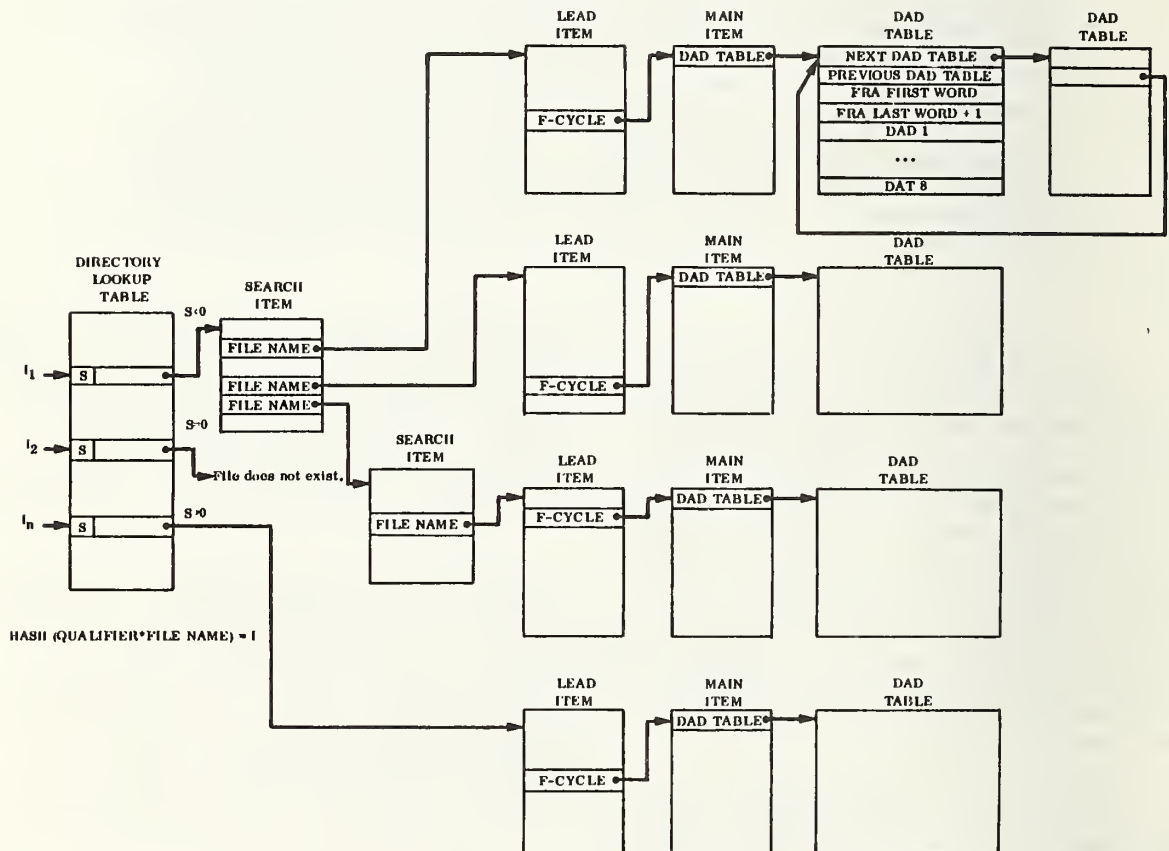 LEAD
ITEM
MAIN
ITEM
DAD
TABLE
DAD
TABLE
DAD TABLE
NEXT DAD TABLE
PREVIOUS DAD TABLE
FRA FIRST WORD
FRA LAST WORD + 1
DAD 1
...
DAT 8
F-CYCLE
LEAD
ITEM
MAIN
ITEM
DAD
TABLE
DAD TABLE
F-CYCLE
DIRECTORY
LOOKUP
TABLE
SEARCH
ITEM
S<0
FILE NAME
I1
S
FILE NAME
FILE NAME
S=0
I2
S
File does not exist.
SEARCH
ITEM
FILE NAME
LEAD
ITEM
MAIN
ITEM
DAD
TABLE
DAD TABLE
F-CYCLE
S>0
In
S
HASH (QUALIFIER*FILE NAME) = I
LEAD
ITEM
MAIN
ITEM
DAD
TABLE
DAD TABLE
F-CYCLE